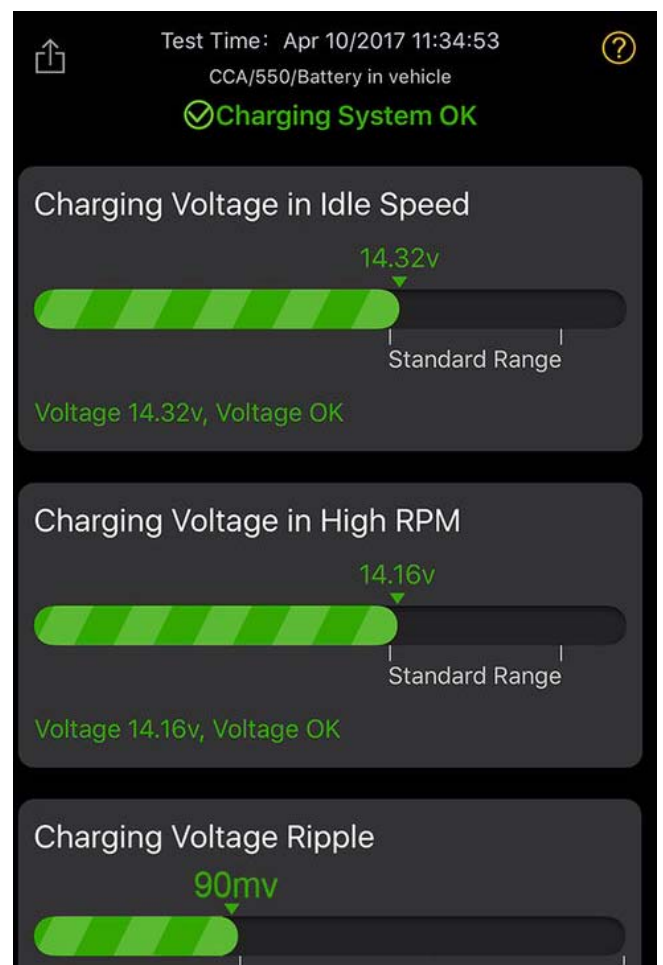 Test Time: Apr 10/2017 11:34:53
?
CCA/550/Battery in vehicle
Charging System OK
Charging Voltage in Idle Speed
14.32v
Standard Range
Voltage 14.32v, Voltage OK
Charging Voltage in High RPM
14.16v
Standard Range
Voltage 14.16v, Voltage OK
Charging Voltage Ripple
90mv